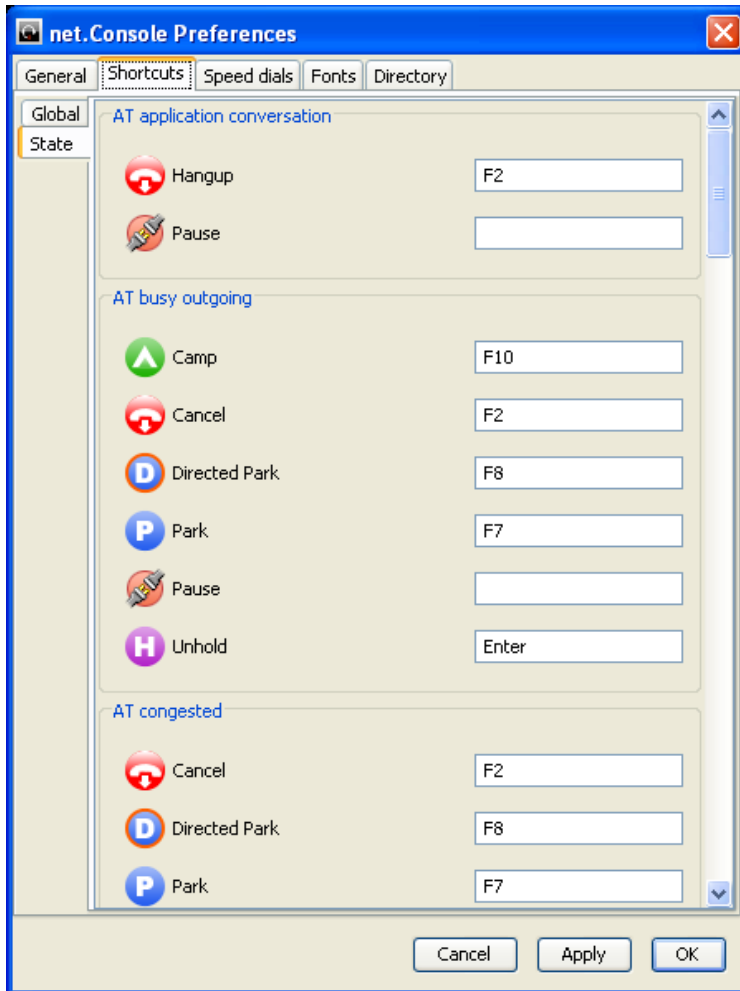 net.Console Preferences
General Shortcuts Speed dials Fonts Directory
Global
State
AT application conversation
Hangup F2
Pause
AT busy outgoing
Camp F10
Cancel F2
D Directed Park F8
P Park F7
Pause
H Unhold Enter
AT congested
Cancel F2
D Directed Park F8
P Park F7
Cancel Apply OK